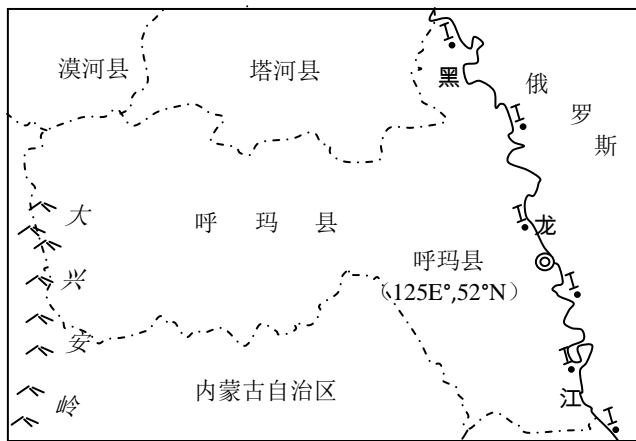 漠河县
塔河县
黑
俄
罗
斯
大
呼玛县
龙
呼玛县
(125E°,52°N)
兴
安
内蒙古自治区
江
岭